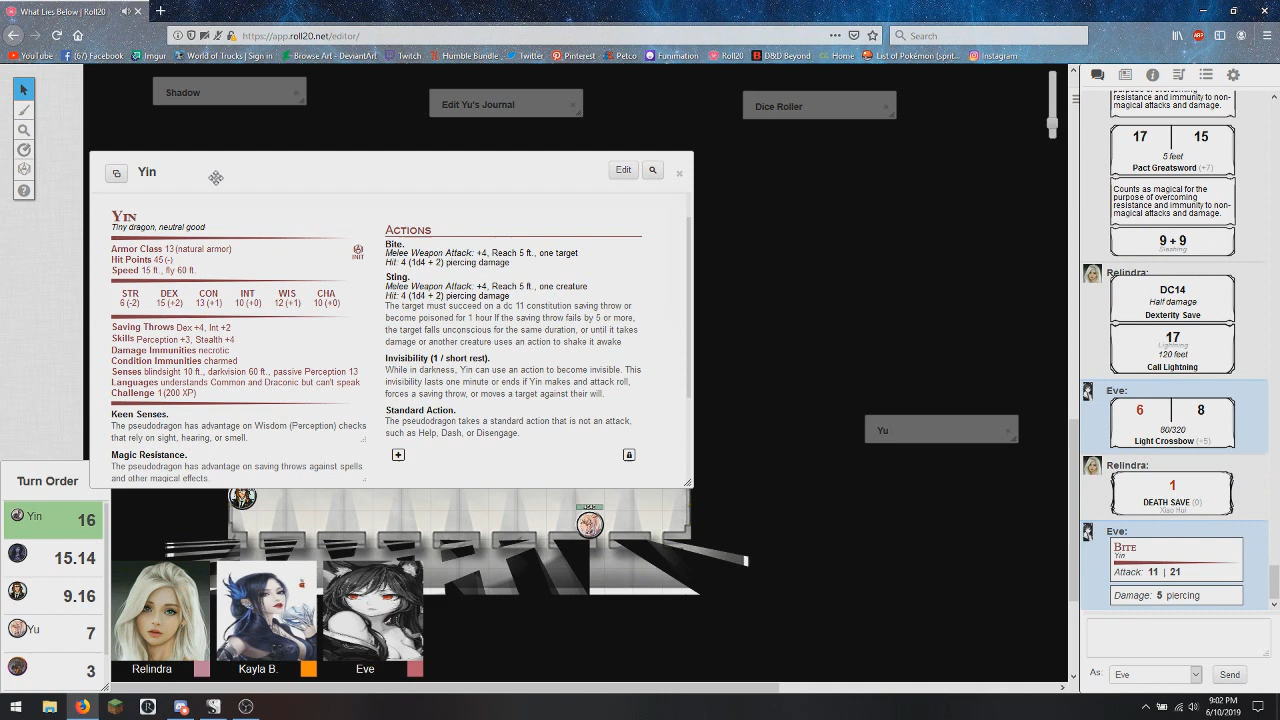 What Lies Below | Roll20
https://app.roll20.net/editor/
Search
YouTube
(2) Facebook
Imgur
World of Trucks | Sign in
Browse Art - DeviantArt
Twitch
Humble Bundle
Twitter
Pinterest
Petco
Funimation
Roll20
D&D Beyond
Home
List of Pokémon (sprit...
Instagram
Shadow
Edit Yu's Journal
Dice Roller
Yin
Edit
Yin
Tiny dragon, neutral good
Armor Class 13 (natural armor)
Hit Points 45 (-)
Speed 15 ft., fly 60 ft.
INIT
STR DEX CON INT WIS CHA
6 (-2) 15 (+2) 13 (+1) 10 (+0) 12 (+1) 10 (+0)
Saving Throws Dex +4, Int +2
Skills Perception +3, Stealth +4
Damage Immunities necrotic
Condition Immunities charmed
Senses blindsight 10 ft., darkvision 60 ft., passive Perception 13
Languages understands Common and Draconic but can't speak
Challenge 1 (200 XP)
Keen Senses.
The pseudodragon has advantage on Wisdom (Perception) checks
that rely on sight, hearing, or smell.
Magic Resistance.
The pseudodragon has advantage on saving throws against spells
and other magical effects.
Actions
Bite.
Melee Weapon Attack: +4, Reach 5 ft., one target
Hit: 4 (1d4 + 2) piercing damage
Sting.
Melee Weapon Attack: +4, Reach 5 ft., one creature
Hit: 4 (1d4 + 2) piercing damage
The target must succeed on a dc 11 constitution saving throw or
become poisoned for 1 hour If the saving throw fails by 5 or more,
the target falls unconscious for the same duration, or until it takes
damage or another creature uses an action to shake it awake
Invisibility (1 / short rest).
While in darkness, Yin can use an action to become invisible. This
invisibility lasts one minute or ends if Yin makes and attack roll,
forces a saving throw, or moves a target against their will.
Standard Action.
The pseudodragon takes a standard action that is not an attack,
such as Help, Dash, or Disengage.
Yu
Turn Order
Yin 16
15.14
9.16
Yu 7
3
Relindra
Kayla B.
Eve
purpose of overcoming
resistance and immunity to non-
magical attacks and damage.
17 15
5 feet
Pact Greatsword (+7)
Counts as magical for the
purpose of overcoming
resistance and immunity to non-
magical attacks and damage.
9 + 9
Slashing
Relindra:
DC14
Half damage
Dexterity Save
17
Lightning
120 feet
Call Lightning
Eve:
6 8
80/320
Light Crossbow (+5)
Relindra:
1
DEATH SAVE (0)
Xiao Hui
Eve:
Bite
Yin
Attack: 11 | 21
Damage: 5 piercing
As:
Eve
Send
9:02 PM
6/10/2019